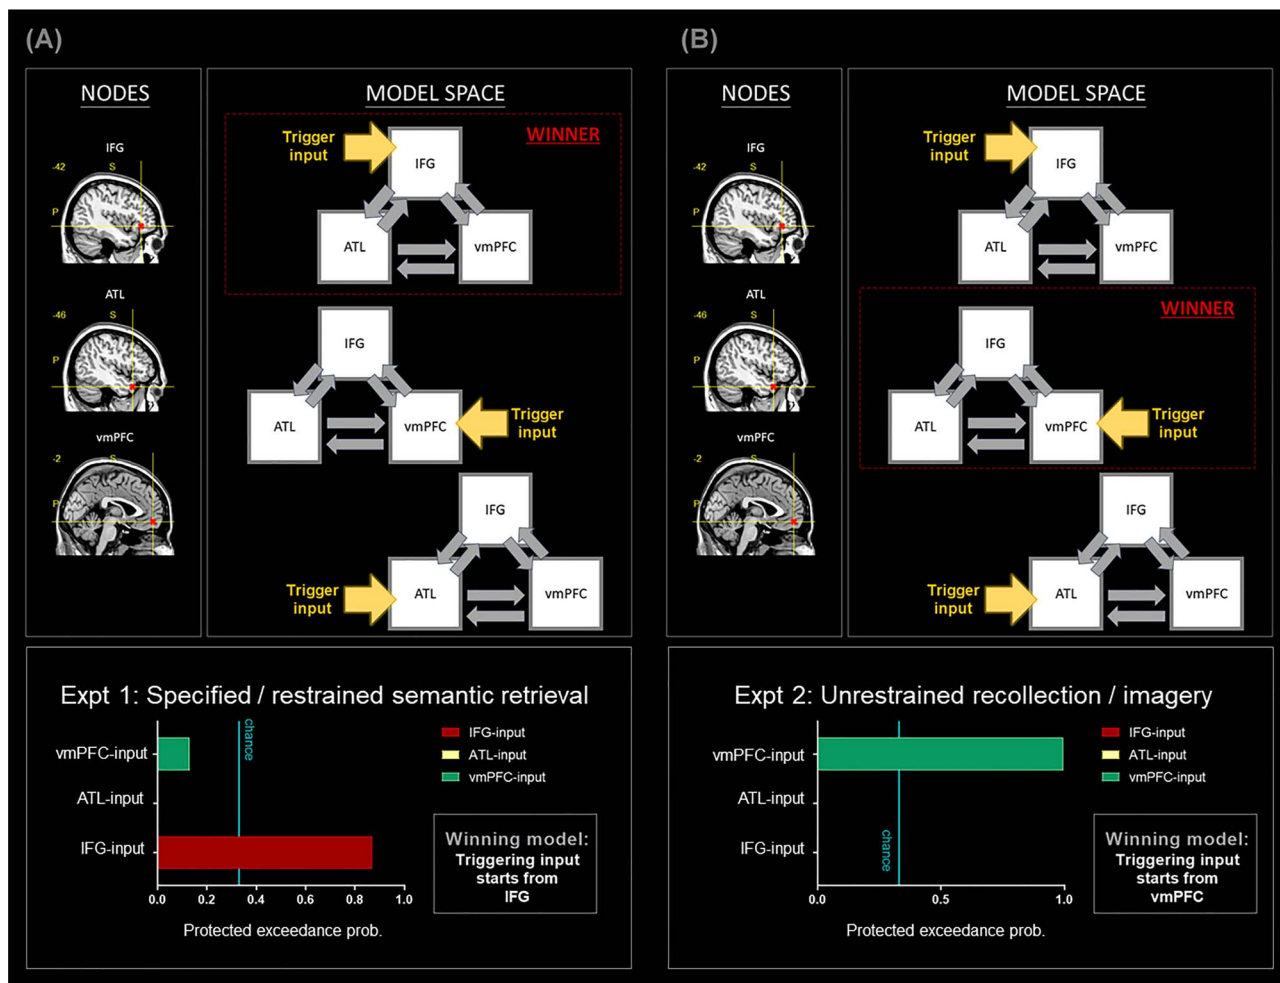 (A)
NODES
IFG
-42
S
P
ATL
-46
S
P
vmPFC
-2
S
P
MODEL SPACE
WINNER
Trigger
input
IFG
ATL
vmPFC
IFG
ATL
vmPFC
Trigger
input
IFG
Trigger
input
ATL
vmPFC
Expt 1: Specified / restrained semantic retrieval
chance
vmPFC-input
ATL-input
IFG-input
0.0 0.2 0.4 0.6 0.8 1.0
Protected exceedance prob.
IFG-input
ATL-input
vmPFC-input
Winning model:
Triggering input
starts from
IFG
(B)
NODES
IFG
-42
S
P
ATL
-46
S
P
vmPFC
-2
S
P
MODEL SPACE
Trigger
input
IFG
ATL
vmPFC
WINNER
IFG
ATL
vmPFC
Trigger
input
IFG
Trigger
input
ATL
vmPFC
Expt 2: Unrestrained recollection / imagery
vmPFC-input
ATL-input
IFG-input
chance
0.0 0.5 1.0
Protected exceedance prob.
IFG-input
ATL-input
vmPFC-input
Winning model:
Triggering input
starts from
vmPFC